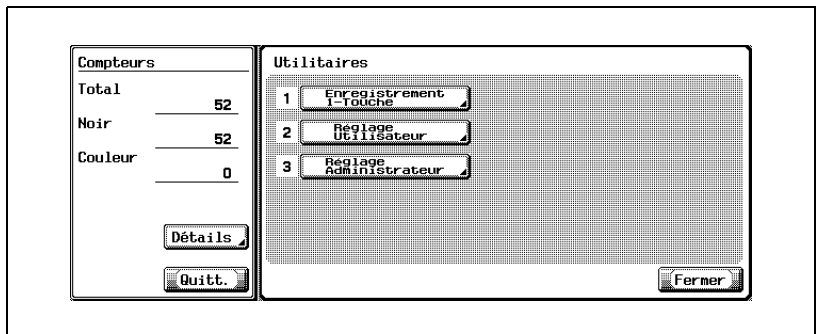 Compteurs
Total
52
Noir
52
Couleur
0
Détails
Quitt.
Utilitaires
1 Enregistrement
1-Touche
2 Réglage
Utilisateur
3 Réglage
Administrateur
Fermer